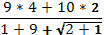 9 * 4 + 10 * 2
1 + 9 + √2 + 1